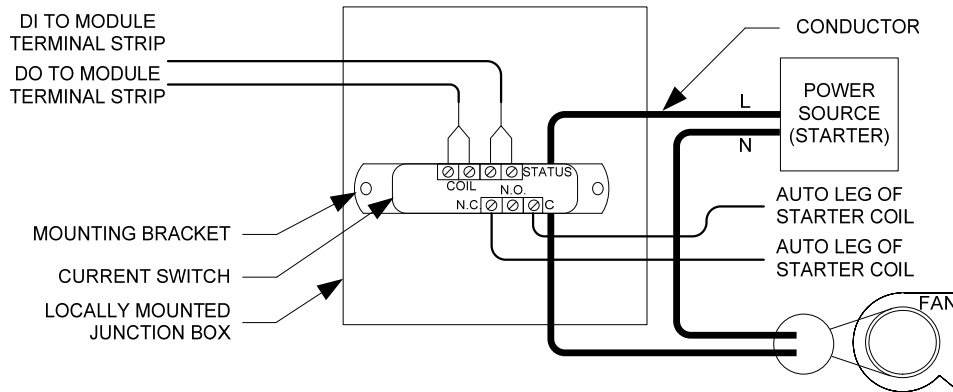 DI TO MODULE
TERMINAL STRIP
DO TO MODULE
TERMINAL STRIP
CONDUCTOR
L
N
POWER
SOURCE
(STARTER)
STATUS
COIL
N.O.
N.C.
C
AUTO LEG OF
STARTER COIL
AUTO LEG OF
STARTER COIL
MOUNTING BRACKET
CURRENT SWITCH
LOCALLY MOUNTED
JUNCTION BOX
FAN